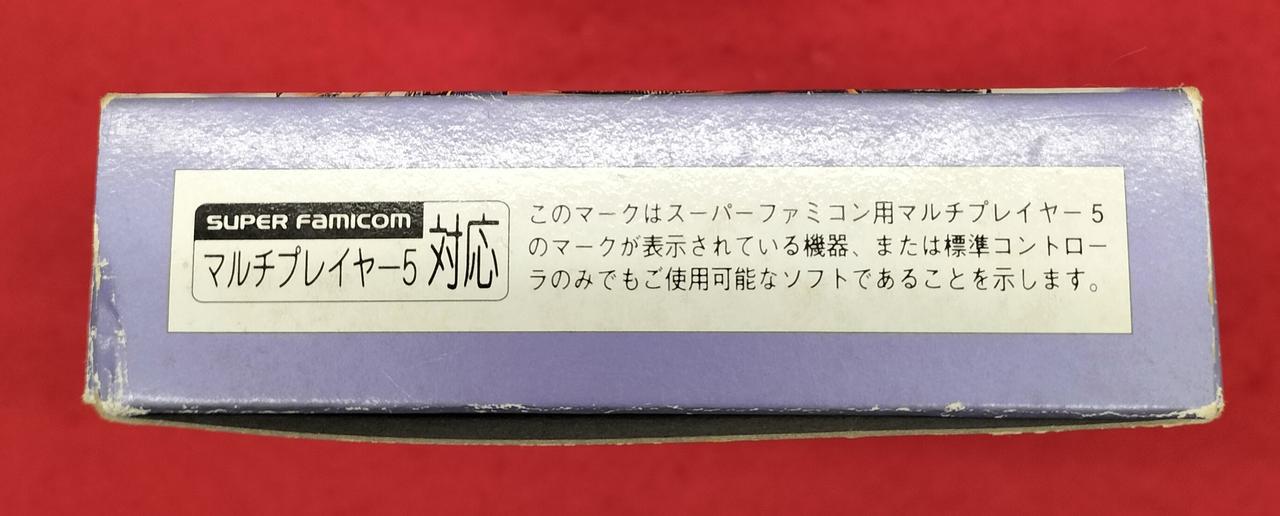 SUPER FAMICOM
マルチプレイヤー5 対応
このマークはスーパーファミコン用マルチプレイヤー5
のマークが表示されている機器、または標準コントロー
ラのみでもご使用可能なソフトであることを示します。